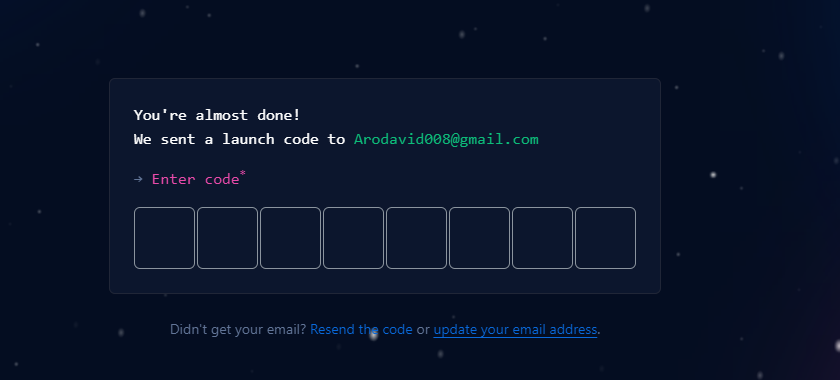 You're almost done!
We sent a launch code to Arodavid008@gmail.com
→ Enter code*
Didn't get your email? Resend the code or update your email address.